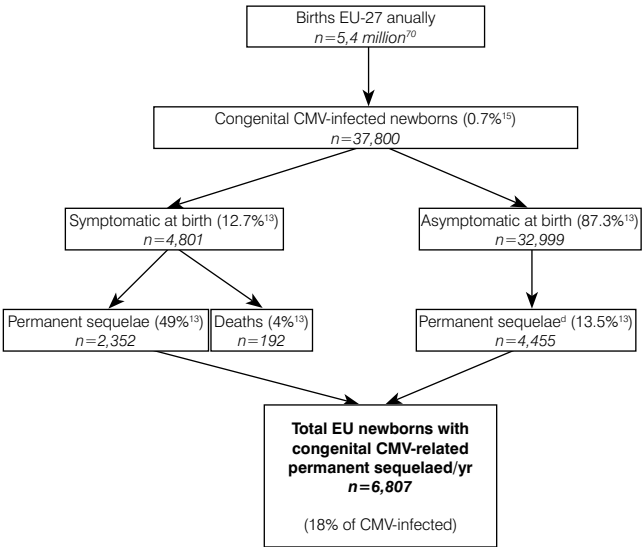 Births EU-27 anually
n=5,4 million70
Congenital CMV-infected newborns (0.7%15)
n=37,800
Symptomatic at birth (12.7%13)
n=4,801
Asymptomatic at birth (87.3%13)
n=32,999
Permanent sequelae (49%13)
n=2,352
Deaths (4%13)
n=192
Permanent sequelaed (13.5%13)
n=4,455
Total EU newborns with
congenital CMV-related
permanent sequelaed/yr
n=6,807
(18% of CMV-infected)